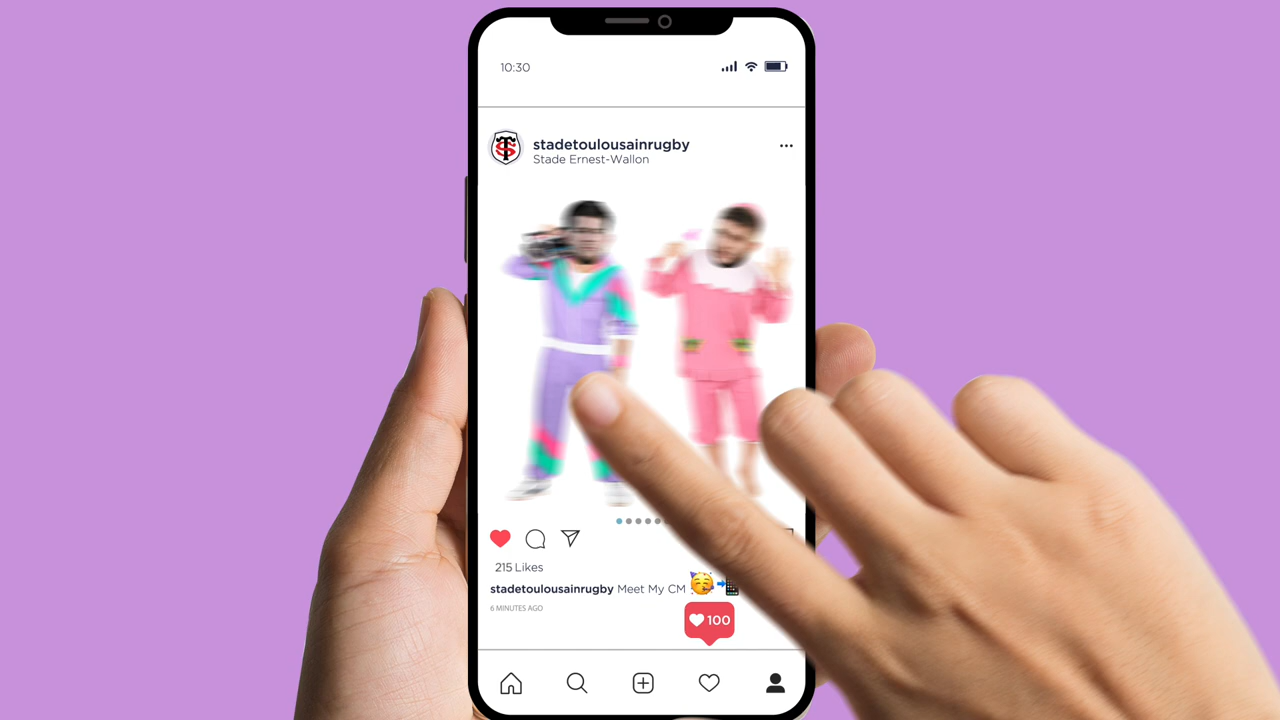 10:30
stadetoulousainrugby
Stade Ernest-Wallon
215 Likes
stadetoulousainrugby Meet My CM
6 MINUTES AGO
100